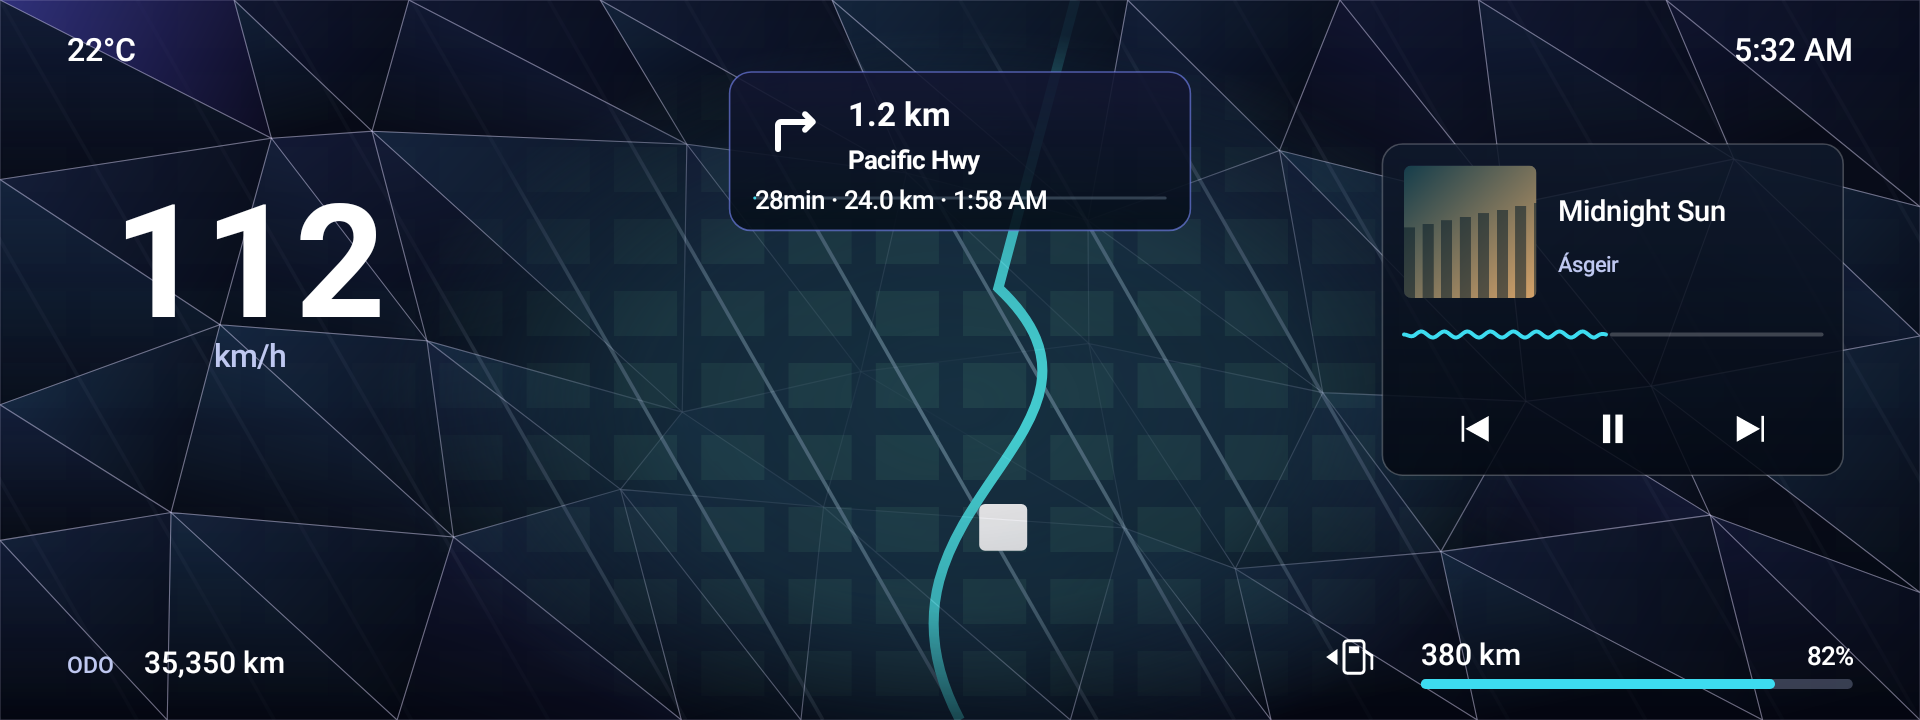 22°C
5:32 AM
1.2 km
Pacific Hwy
28min · 24.0 km · 1:58 AM
112
km/h
Midnight Sun
Ásgeir
ODO 35,350 km
380 km
82%